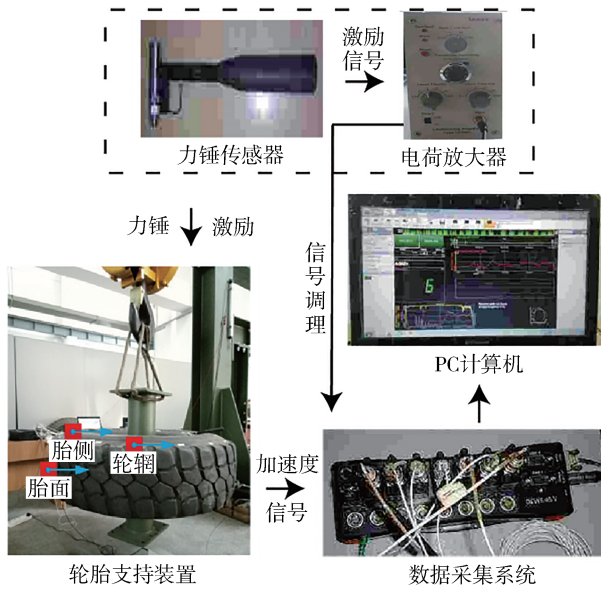 激励
信号
力锤传感器
电荷放大器
力锤
激励
信号调理
6
PC计算机
胎侧
轮辋
胎面
加速度
信号
轮胎支持装置
数据采集系统